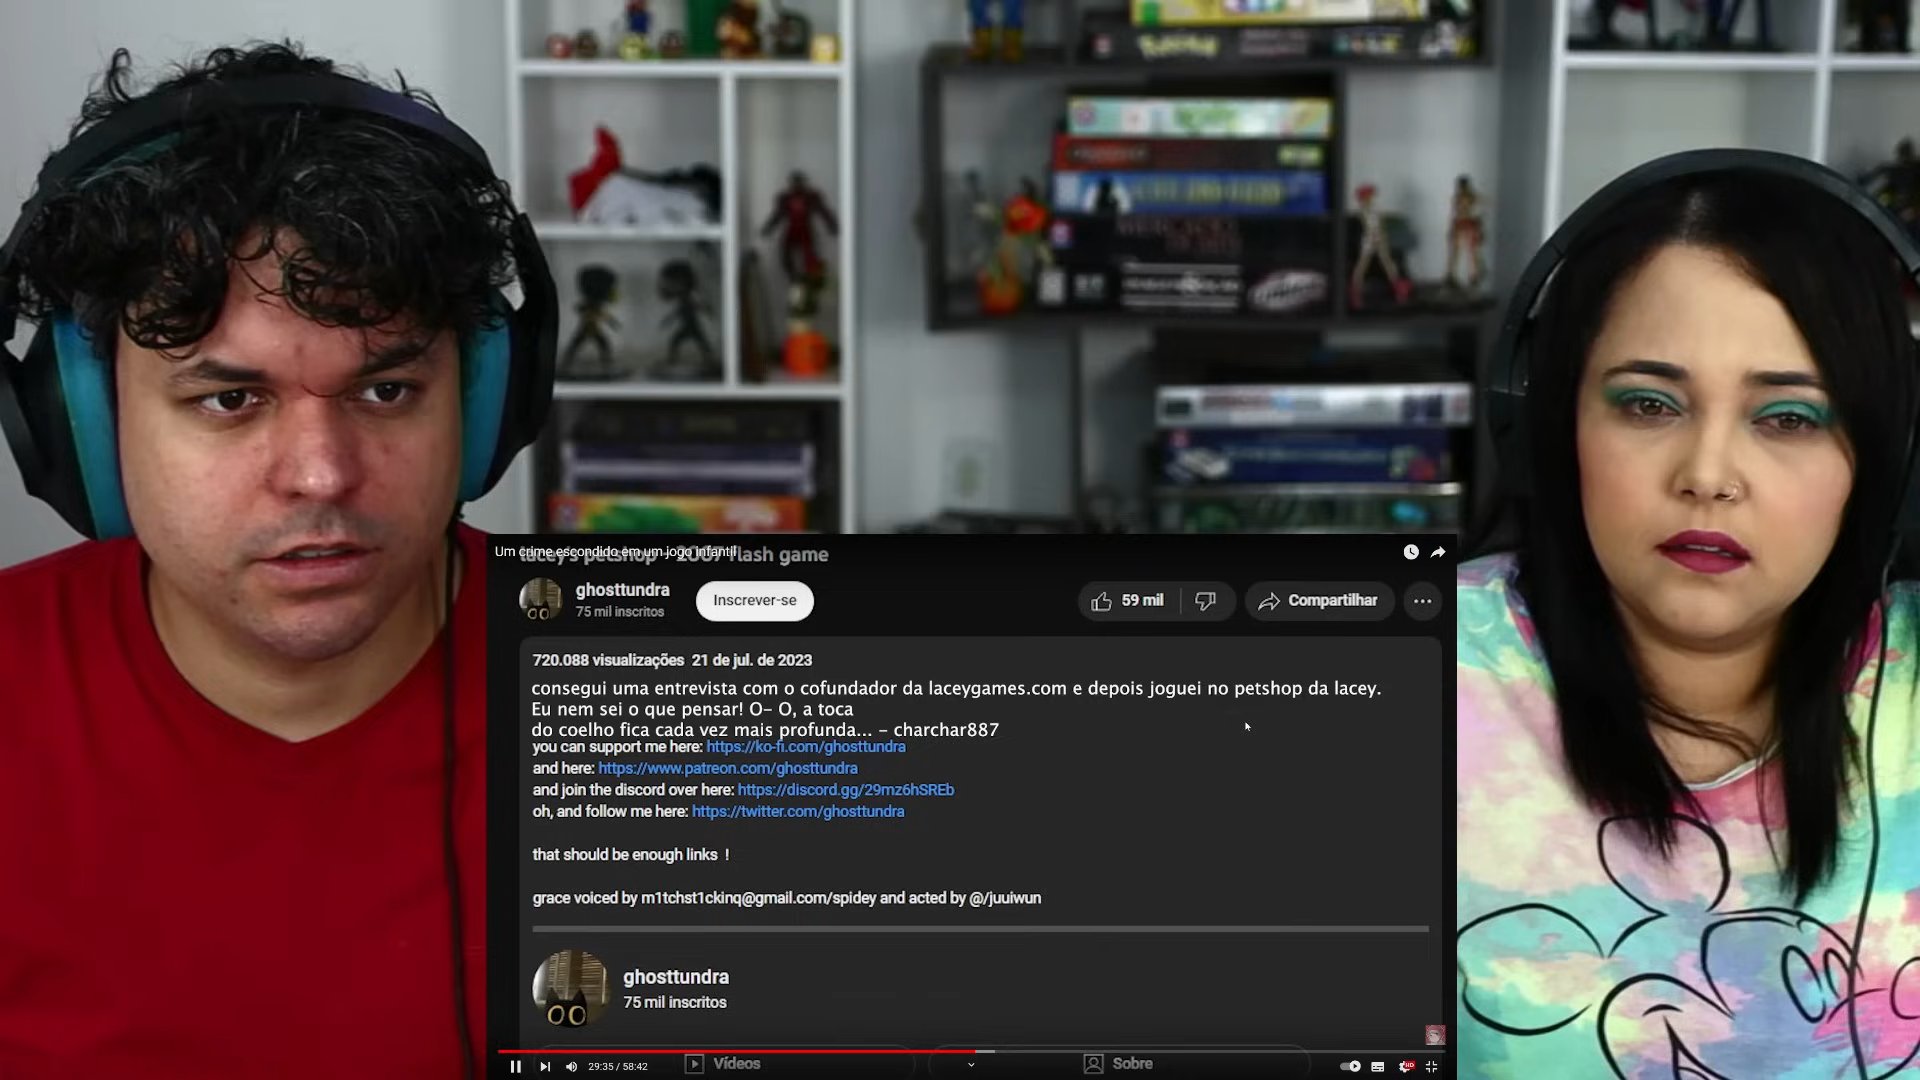 Um crime escondido em um jogo infantil
lacey's petshop - 2007 flash game
ghosttundra
75 mil inscritos
Inscrever-se
59 mil
Compartilhar
720.088 visualizações 21 de jul. de 2023
consegui uma entrevista com o cofundador da laceygames.com e depois joguei no petshop da lacey.
Eu nem sei o que pensar! O- O, a toca
do coelho fica cada vez mais profunda... - charchar887
you can support me here: https://ko-fi.com/ghosttundra
and here: https://www.patreon.com/ghosttundra
and join the discord over here: https://discord.gg/29mz6hSREb
oh, and follow me here: https://twitter.com/ghosttundra
that should be enough links !
grace voiced by m1tchst1ckinq@gmail.com/spidey and acted by @/juuiwun
ghosttundra
75 mil inscritos
Vídeos
Sobre
29:35 / 58:42
HD